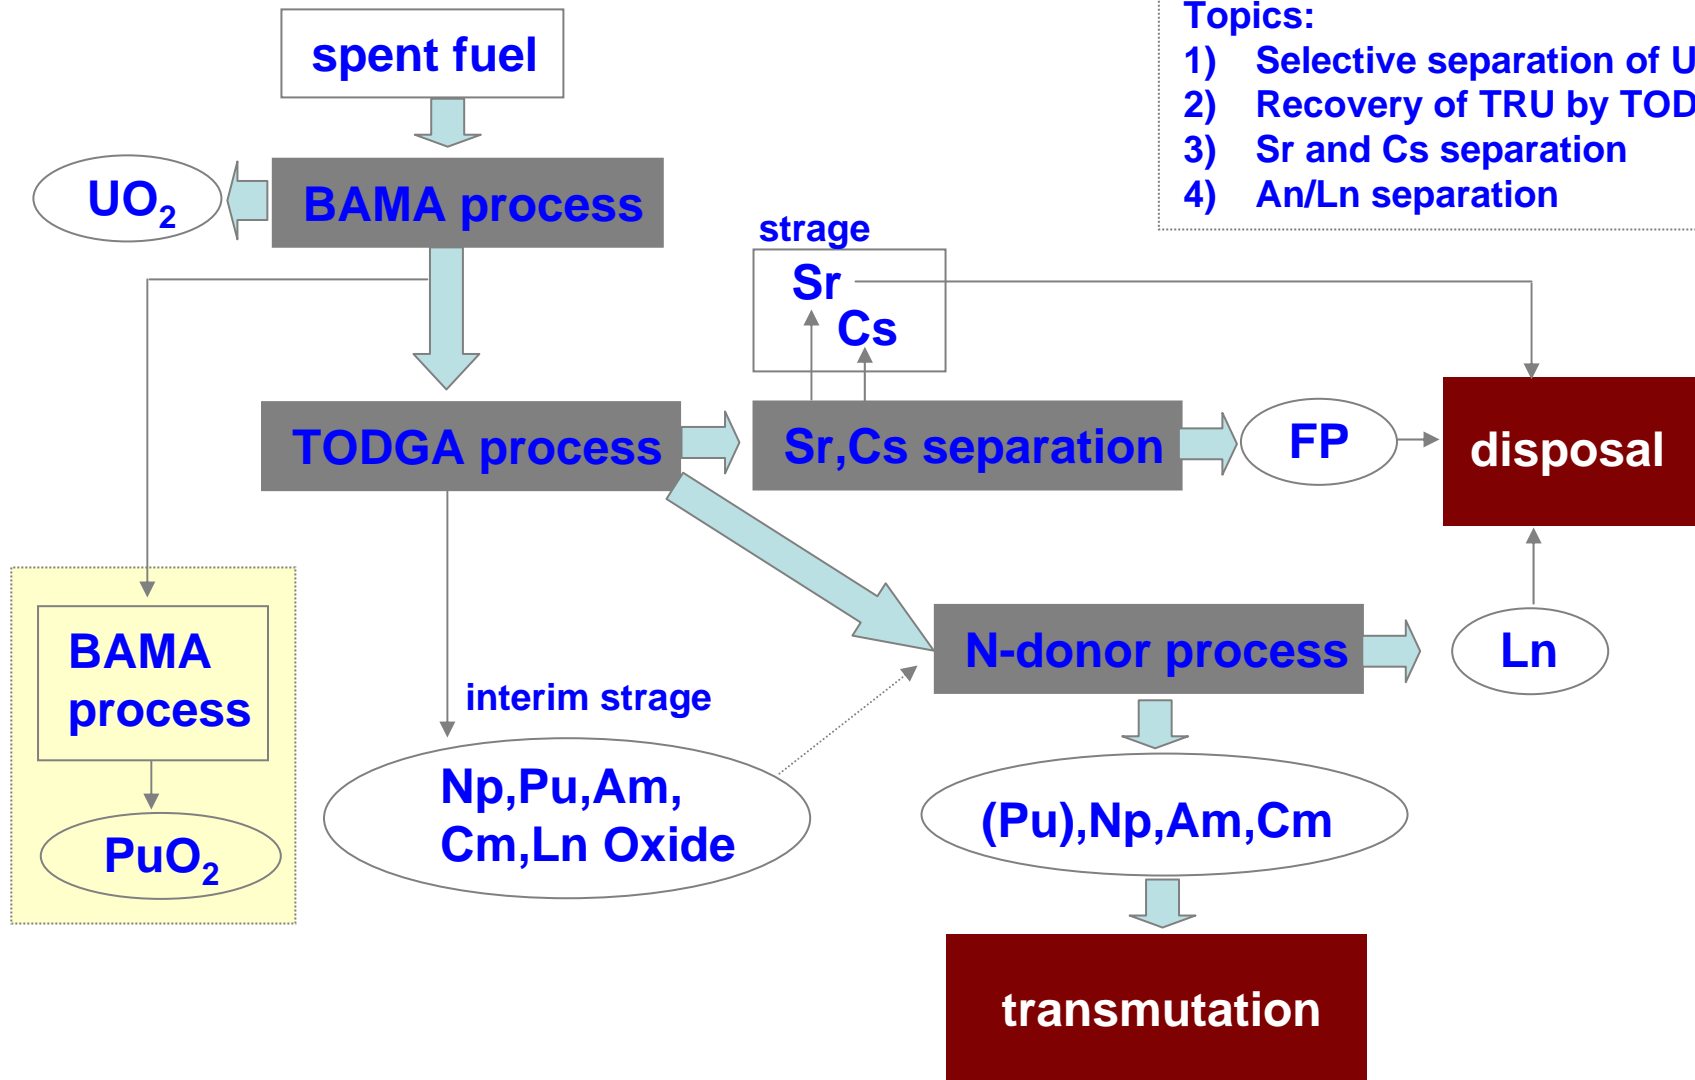 Topics:
1) Selective separation of U
2) Recovery of TRU by TOD
3) Sr and Cs separation
4) An/Ln separation
spent fuel
UO₂
BAMA process
strage
Sr
Cs
TODGA process
Sr,Cs separation
FP
disposal
BAMA
process
PuO₂
interim strage
Np,Pu,Am,
Cm,Ln Oxide
N-donor process
Ln
(Pu),Np,Am,Cm
transmutation